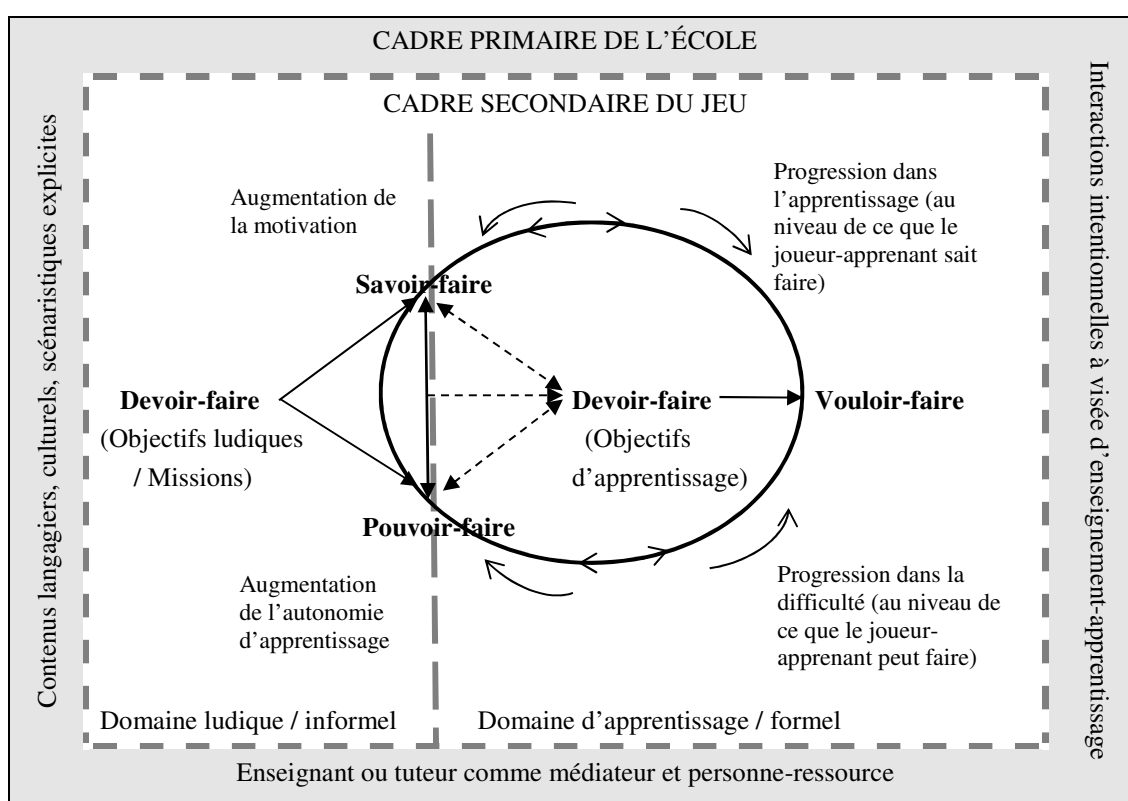 CADRE PRIMAIRE DE L’ÉCOLE
CADRE SECONDAIRE DU JEU
Contenus langagiers, culturels, scénaristiques explicites
Interactions intentionnelles à visée d’enseignement-apprentissage
Augmentation de
la motivation
Progression dans
l’apprentissage (au
niveau de ce que le
joueur-apprenant sait
faire)
Savoir-faire
Devoir-faire
(Objectifs ludiques
/ Missions)
Devoir-faire
(Objectifs
d’apprentissage)
Vouloir-faire
Pouvoir-faire
Augmentation
de l’autonomie
d’apprentissage
Progression dans la
difficulté (au niveau de
ce que le joueur-
apprenant peut faire)
Domaine ludique / informel
Domaine d’apprentissage / formel
Enseignant ou tuteur comme médiateur et personne-ressource